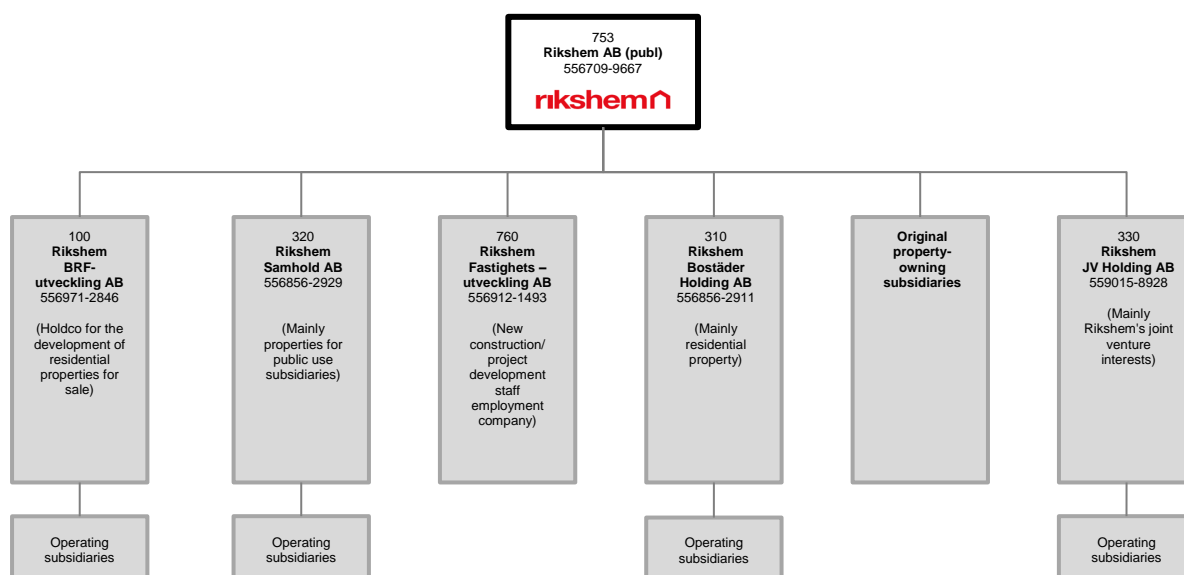 753
Rikshem AB (publ)
556709-9667
rikshem
100
Rikshem
BRF-
utveckling AB
556971-2846
(Holdco for the
development of
residential
properties for
sale)
320
Rikshem
Samhold AB
556856-2929
(Mainly
properties for
public use
subsidiaries)
760
Rikshem
Fastighets –
utveckling AB
556912-1493
(New
construction/
project
development
staff
employment
company)
310
Rikshem
Bostäder
Holding AB
556856-2911
(Mainly
residential
property)
Original
property-
owning
subsidiaries
330
Rikshem
JV Holding AB
559015-8928
(Mainly
Rikshem's joint
venture
interests)
Operating
subsidiaries
Operating
subsidiaries
Operating
subsidiaries
Operating
subsidiaries